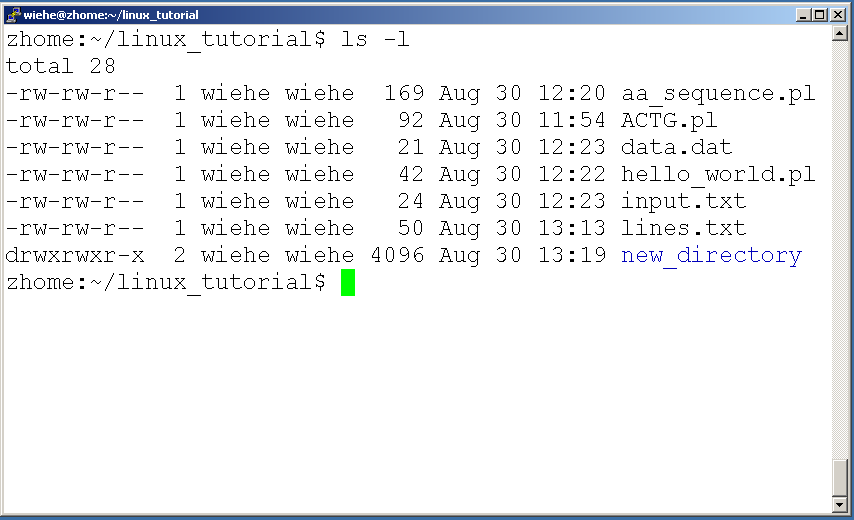 wiehe@zhome:~/linux_tutorial
zhome:~/linux_tutorial$ ls -l
total 28
-rw-rw-r--  1 wiehe wiehe  169 Aug 30 12:20 aa_sequence.pl
-rw-rw-r--  1 wiehe wiehe   92 Aug 30 11:54 ACTG.pl
-rw-rw-r--  1 wiehe wiehe   21 Aug 30 12:23 data.dat
-rw-rw-r--  1 wiehe wiehe   42 Aug 30 12:22 hello_world.pl
-rw-rw-r--  1 wiehe wiehe   24 Aug 30 12:23 input.txt
-rw-rw-r--  1 wiehe wiehe   50 Aug 30 13:13 lines.txt
drwxrwxr-x  2 wiehe wiehe 4096 Aug 30 13:19 new_directory
zhome:~/linux_tutorial$